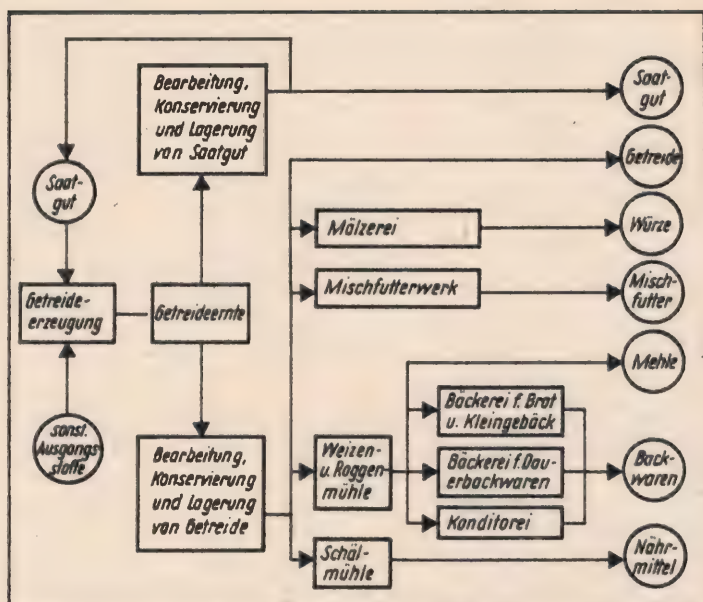 Bearbeitung,
Konservierung
und Lagerung
von Saatgut
Saat-
gut
Getreide
Saat-
gut
Mälzerei
Würze
Mischfutterwerk
Misch-
futter
Getreide-
erzeugung
Getreideernte
Mehle
sonst.
Ausgangs-
stoffe
Bearbeitung,
Konservierung
und Lagerung
von Getreide
Weizen-
u. Roggen-
mühle
Bäckerei f. Brot
u. Kleingebäck
Bäckerei f. Dau-
erbackwaren
Konditorei
Back-
waren
Schäl-
mühle
Nähr-
mittel